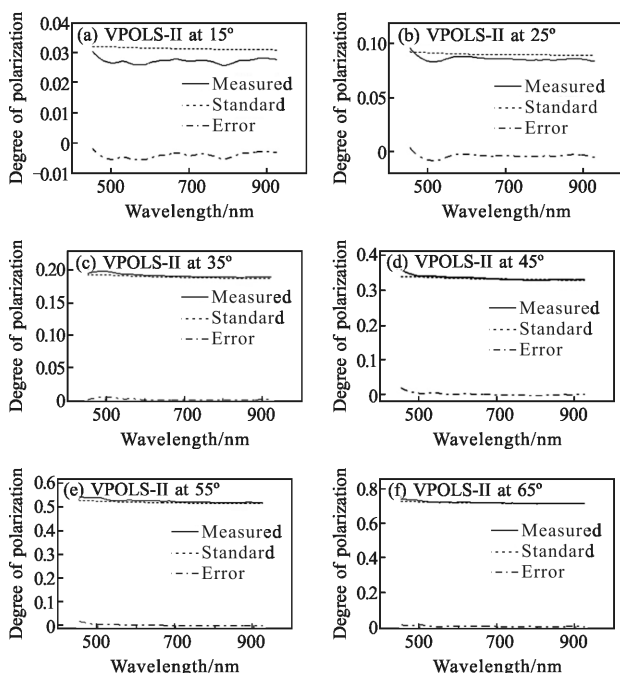 0.04
(a) VPOLS-II at 15°
0.03
0.02
0.01
0
−0.01
Measured
Standard
Error
500
700
900
Wavelength/nm
Degree of polarization
(b) VPOLS-II at 25°
0.10
0.05
0
Measured
Standard
Error
500
700
900
Wavelength/nm
Degree of polarization
(c) VPOLS-II at 35°
0.20
0.15
0.10
0.05
0
Measured
Standard
Error
500
700
900
Wavelength/nm
Degree of polarization
0.4
(d) VPOLS-II at 45°
0.3
0.2
0.1
0
Measured
Standard
Error
500
700
900
Wavelength/nm
Degree of polarization
0.6
(e) VPOLS-II at 55°
0.5
0.4
0.3
0.2
0.1
0
Measured
Standard
Error
500
700
900
Wavelength/nm
Degree of polarization
(f) VPOLS-II at 65°
0.8
0.6
0.4
0.2
0
Measured
Standard
Error
500
700
900
Wavelength/nm
Degree of polarization